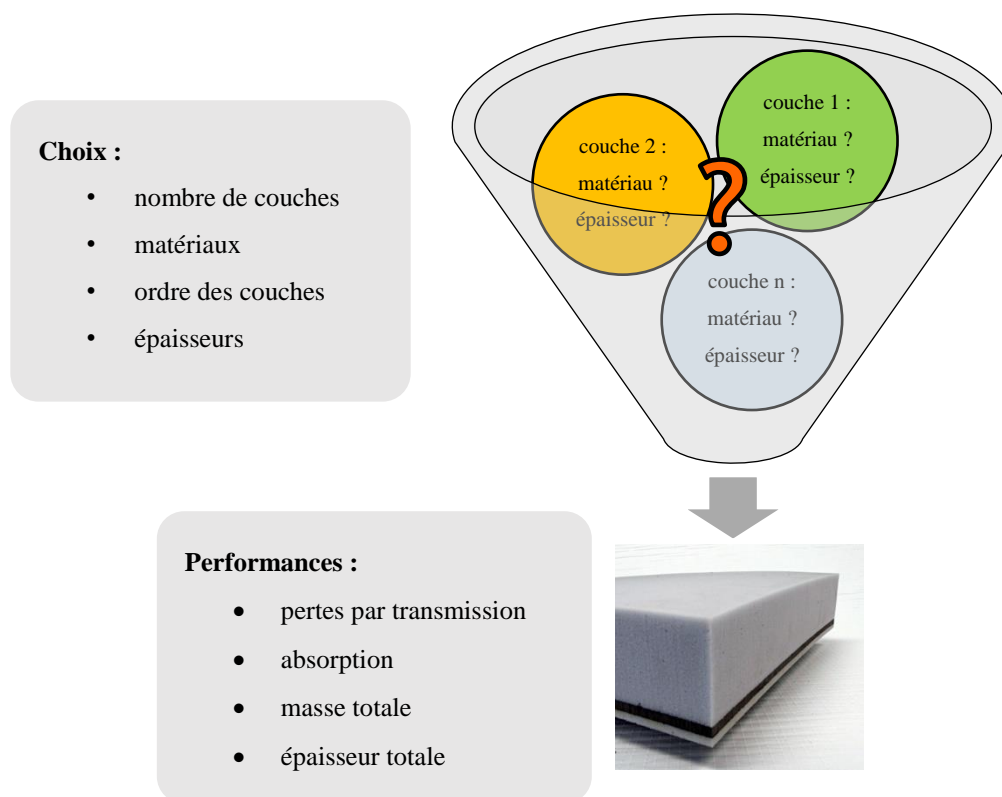 Choix :
• nombre de couches
• matériaux
• ordre des couches
• épaisseurs
couche 1 :
matériau ?
épaisseur ?
couche 2 :
matériau ?
épaisseur ?
?
couche n :
matériau ?
épaisseur ?
Performances :
• pertes par transmission
• absorption
• masse totale
• épaisseur totale